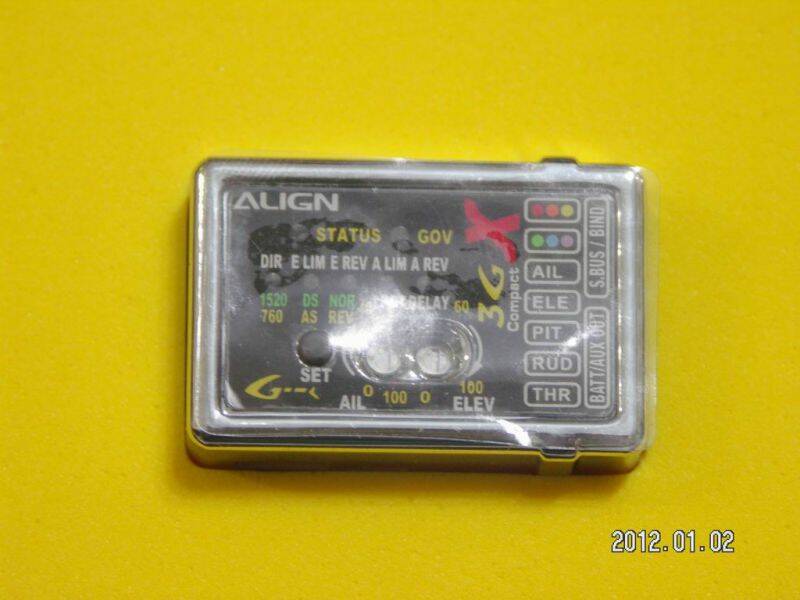 ALIGN
STATUS GOV
DIR E LIM E REV A LIM A REV
1520 DS NOR DELAY 60
760 AS REV
SET
AIL 0 100 0 100 ELEV
3G X
Compact
AIL
ELE
PIT
RUD
THR
S.BUS / BIND
BATT/AUX OUT
2012.01.02